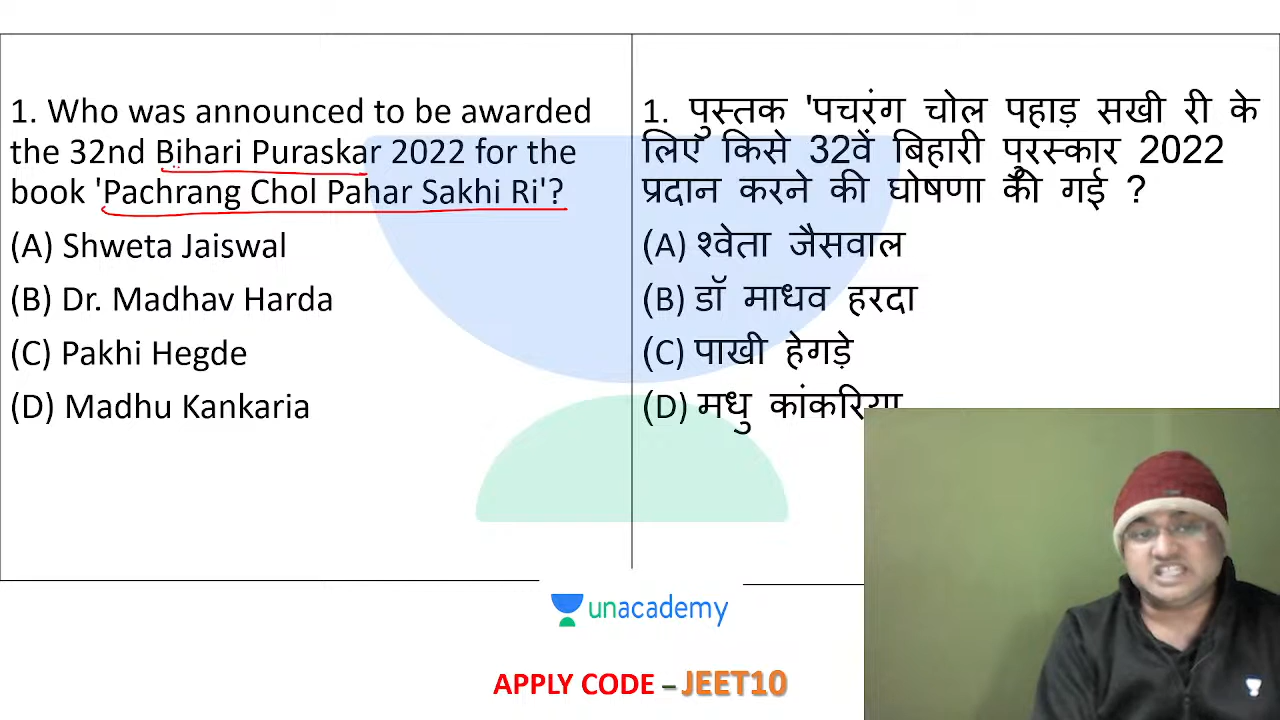 1. Who was announced to be awarded
the 32nd Bihari Puraskar 2022 for the
book 'Pachrang Chol Pahar Sakhi Ri'?
(A) Shweta Jaiswal
(B) Dr. Madhav Harda
(C) Pakhi Hegde
(D) Madhu Kankaria
1. पुस्तक 'पचरंग चोल पहाड़ सखी री के
लिए किसे 32वें बिहारी पुरस्कार 2022
प्रदान करने की घोषणा की गई ?
(A) श्वेता जैसवाल
(B) डॉ माधव हरदा
(C) पाखी हेगड़े
(D) मधु कांकरिया
unacademy
APPLY CODE – JEET10